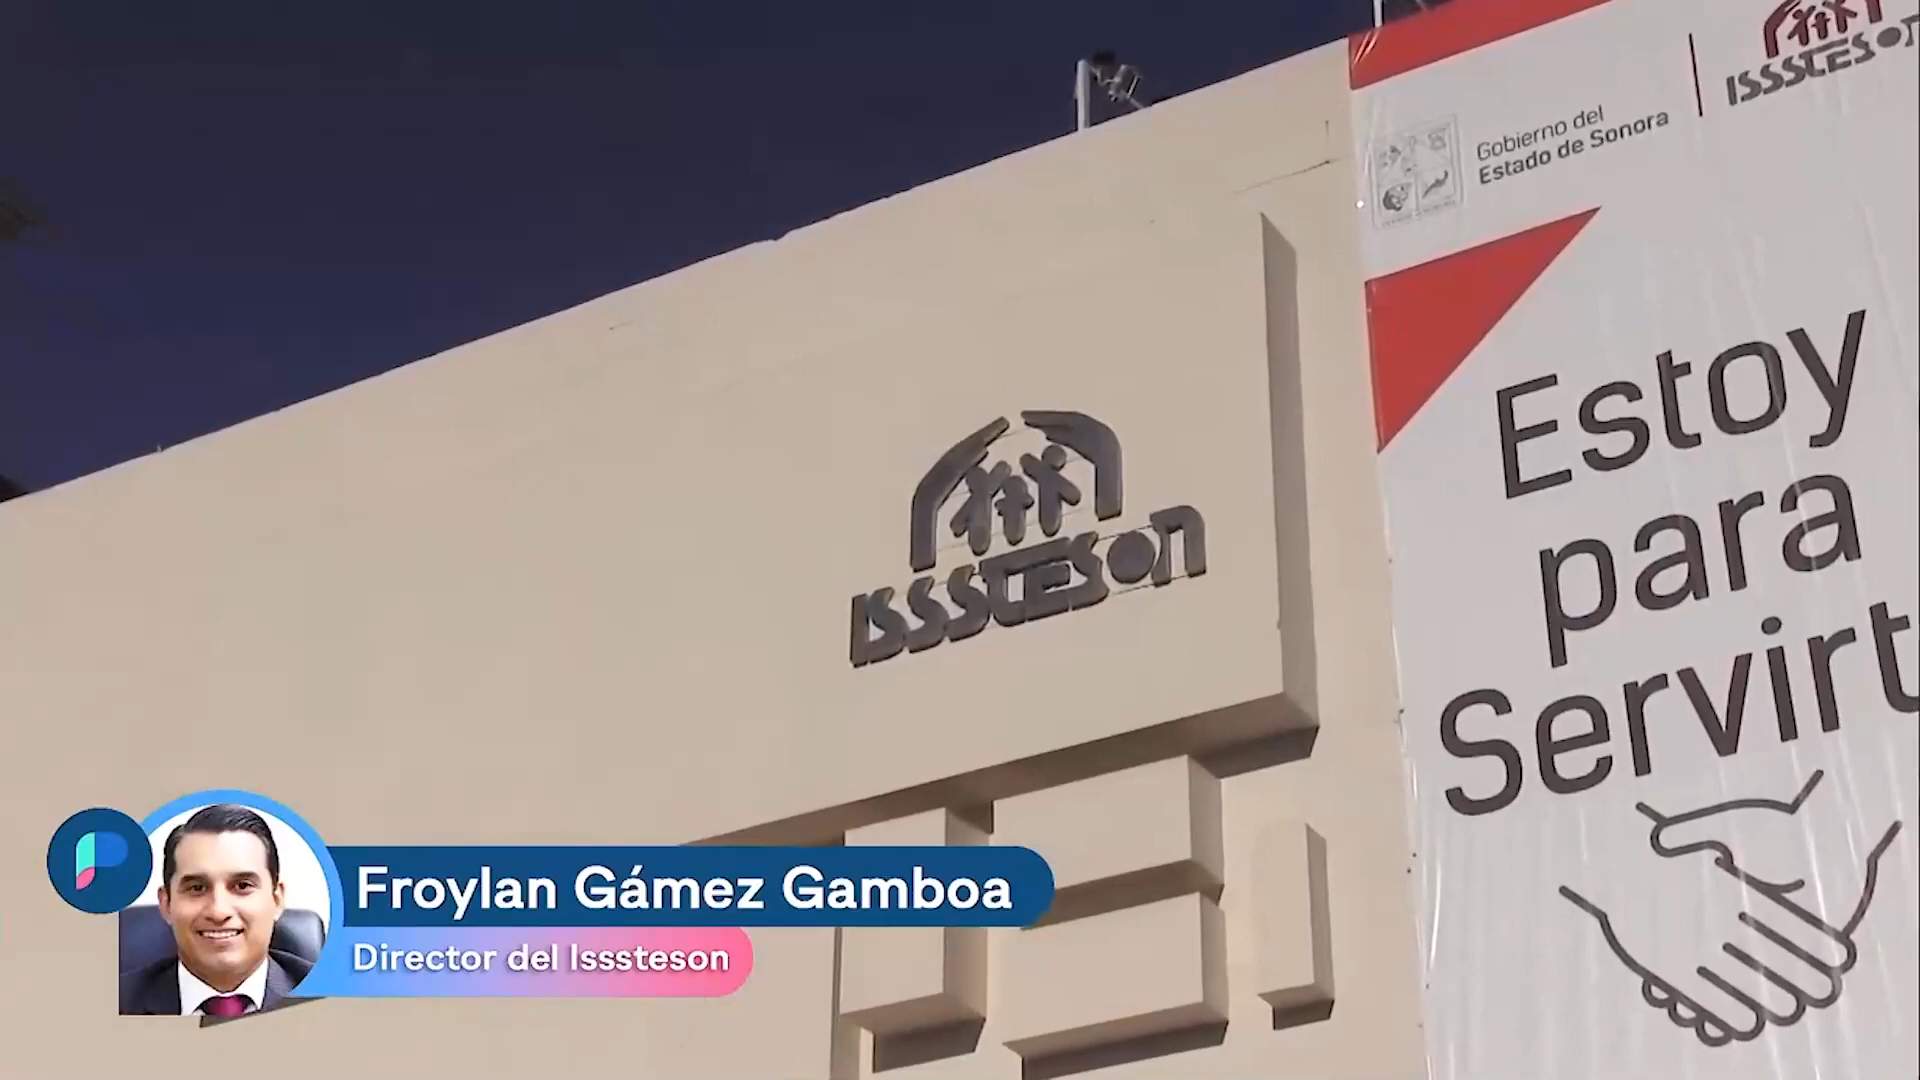 ISSSTESON
Gobierno del
Estado de Sonora
Estoy
para
Servirt
ISSSTESON
Froylan Gámez Gamboa
Director del Isssteson